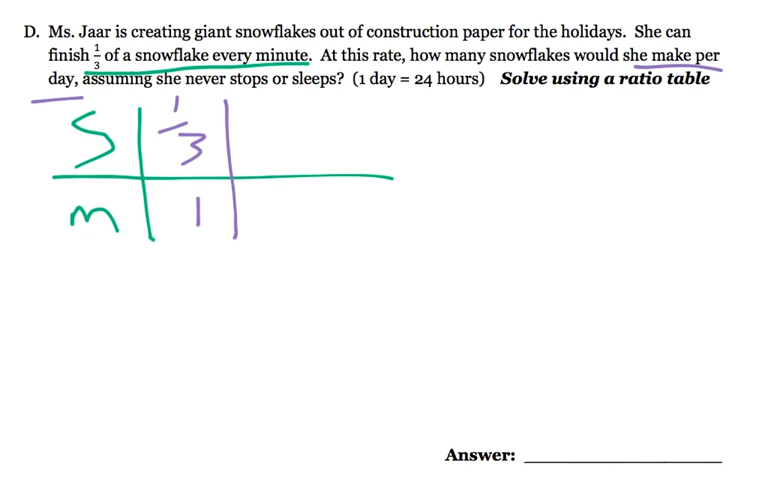 D. Ms. Jaar is creating giant snowflakes out of construction paper for the holidays. She can
finish 1/3 of a snowflake every minute. At this rate, how many snowflakes would she make per
day, assuming she never stops or sleeps? (1 day = 24 hours) Solve using a ratio table
S 1/3
m 1
Answer: ____________________